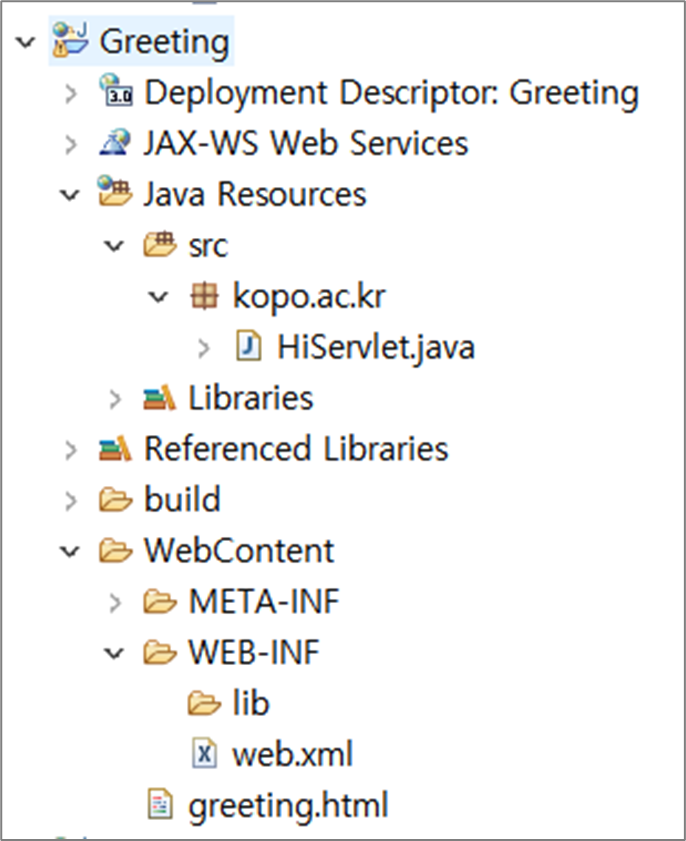 Greeting
Deployment Descriptor: Greeting
JAX-WS Web Services
Java Resources
src
kopo.ac.kr
HiServlet.java
Libraries
Referenced Libraries
build
WebContent
META-INF
WEB-INF
lib
web.xml
greeting.html